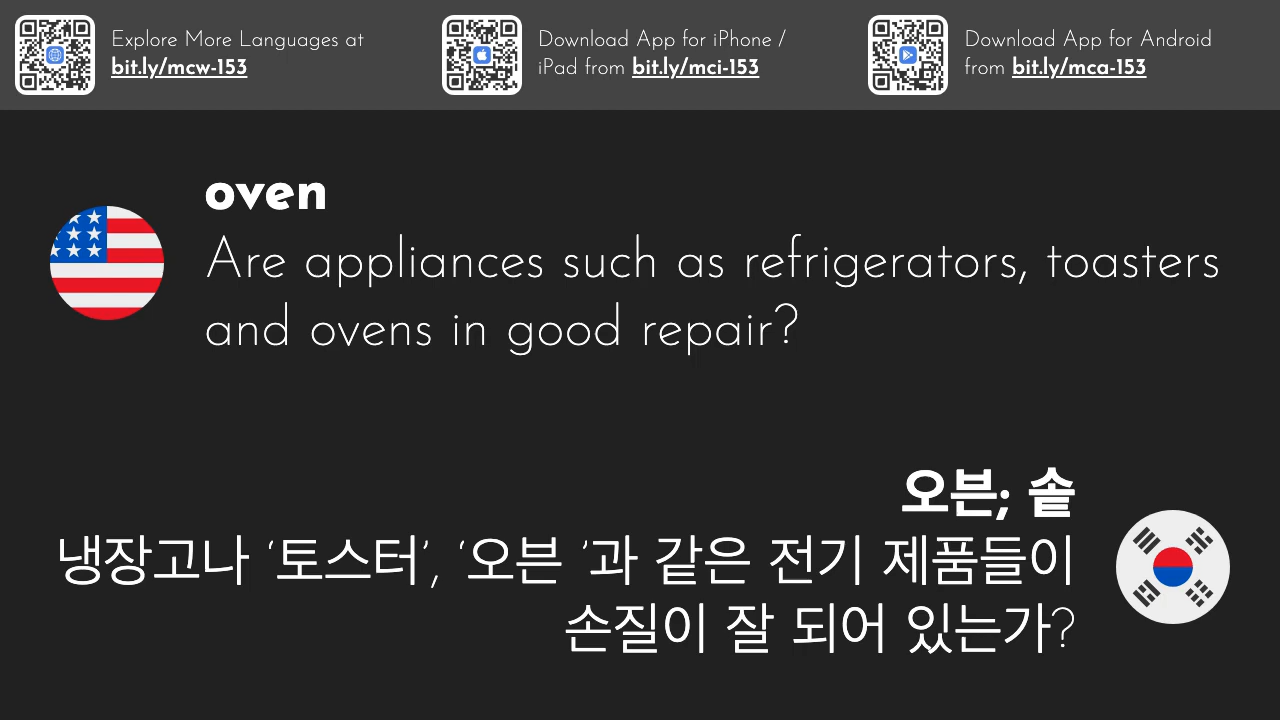 Explore More Languages at
bit.ly/mcw-153
Download App for iPhone /
iPad from bit.ly/mci-153
Download App for Android
from bit.ly/mca-153
oven
Are appliances such as refrigerators, toasters
and ovens in good repair?
오븐; 솥
냉장고나 ‘토스터’, ‘오븐 ’과 같은 전기 제품들이
손질이 잘 되어 있는가?